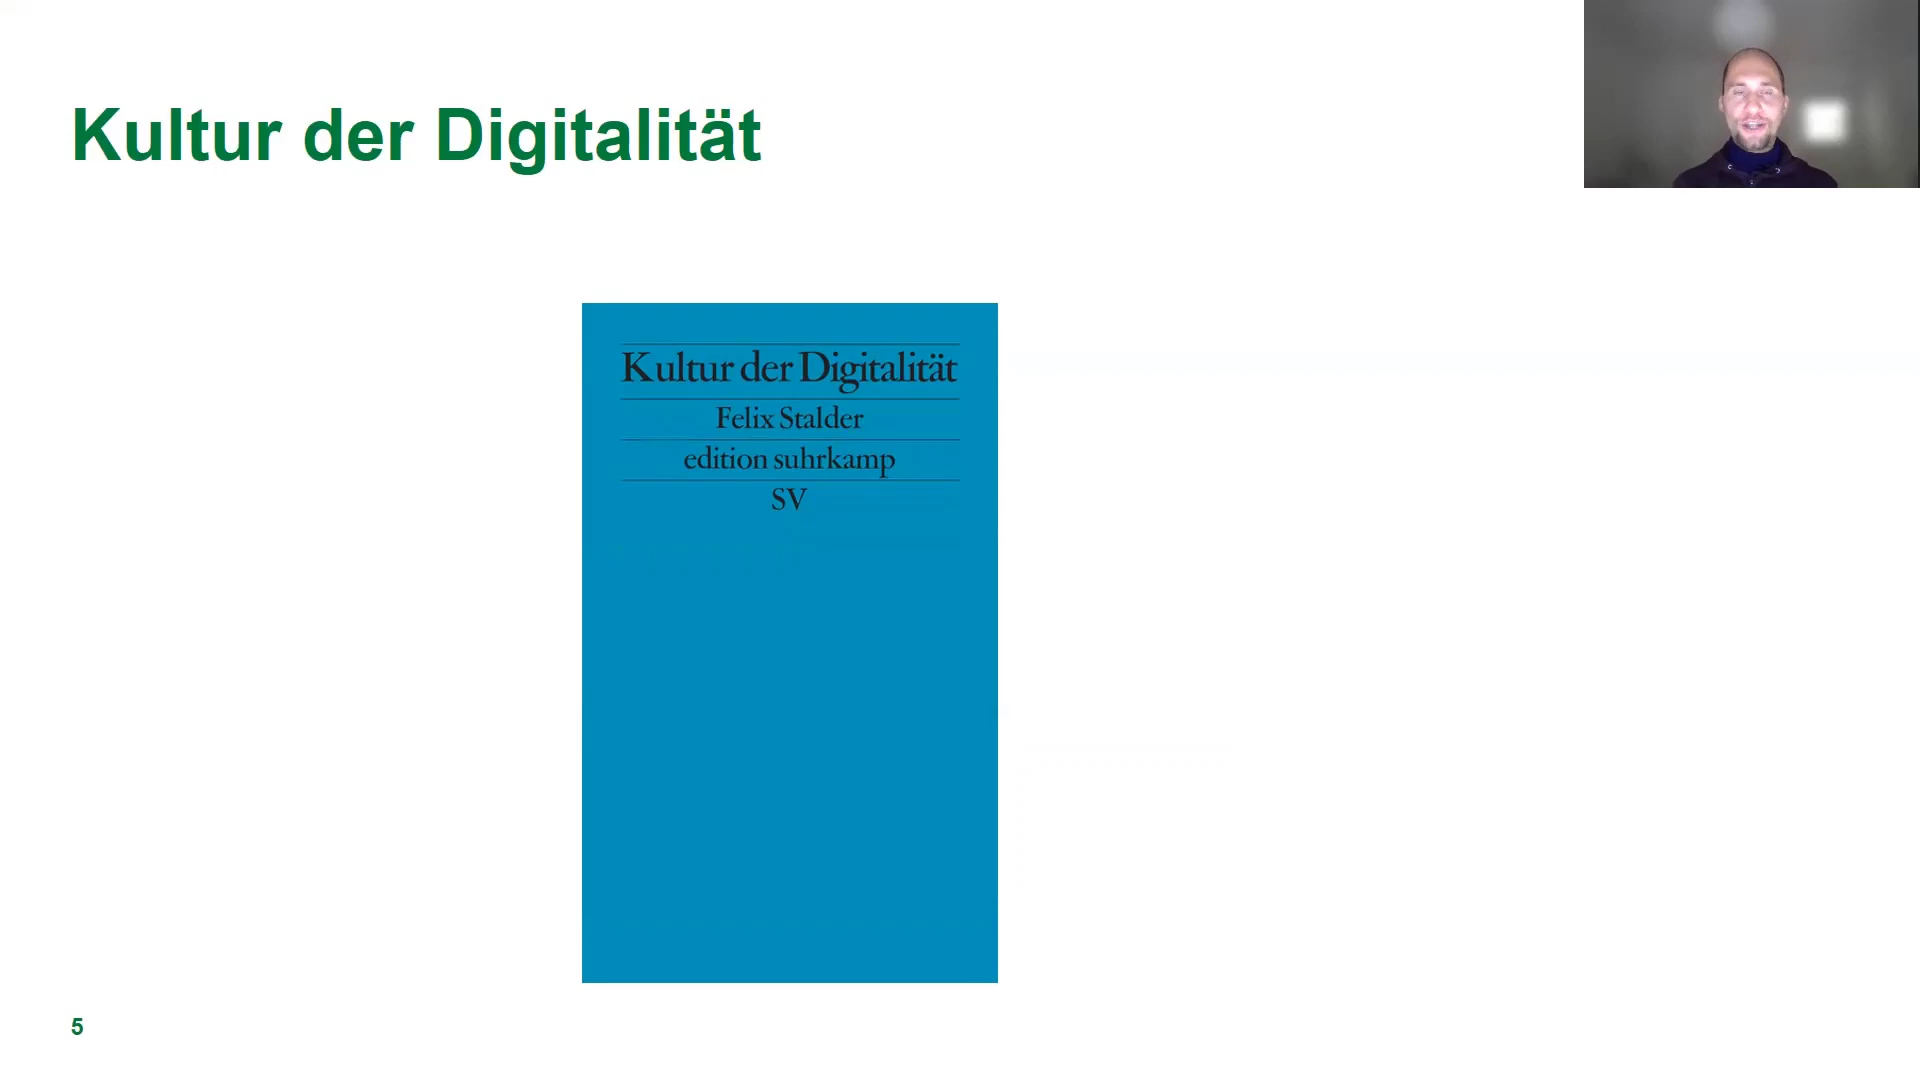 Kultur der Digitalität
Kultur der Digitalität
Felix Stalder
edition suhrkamp
SV
5